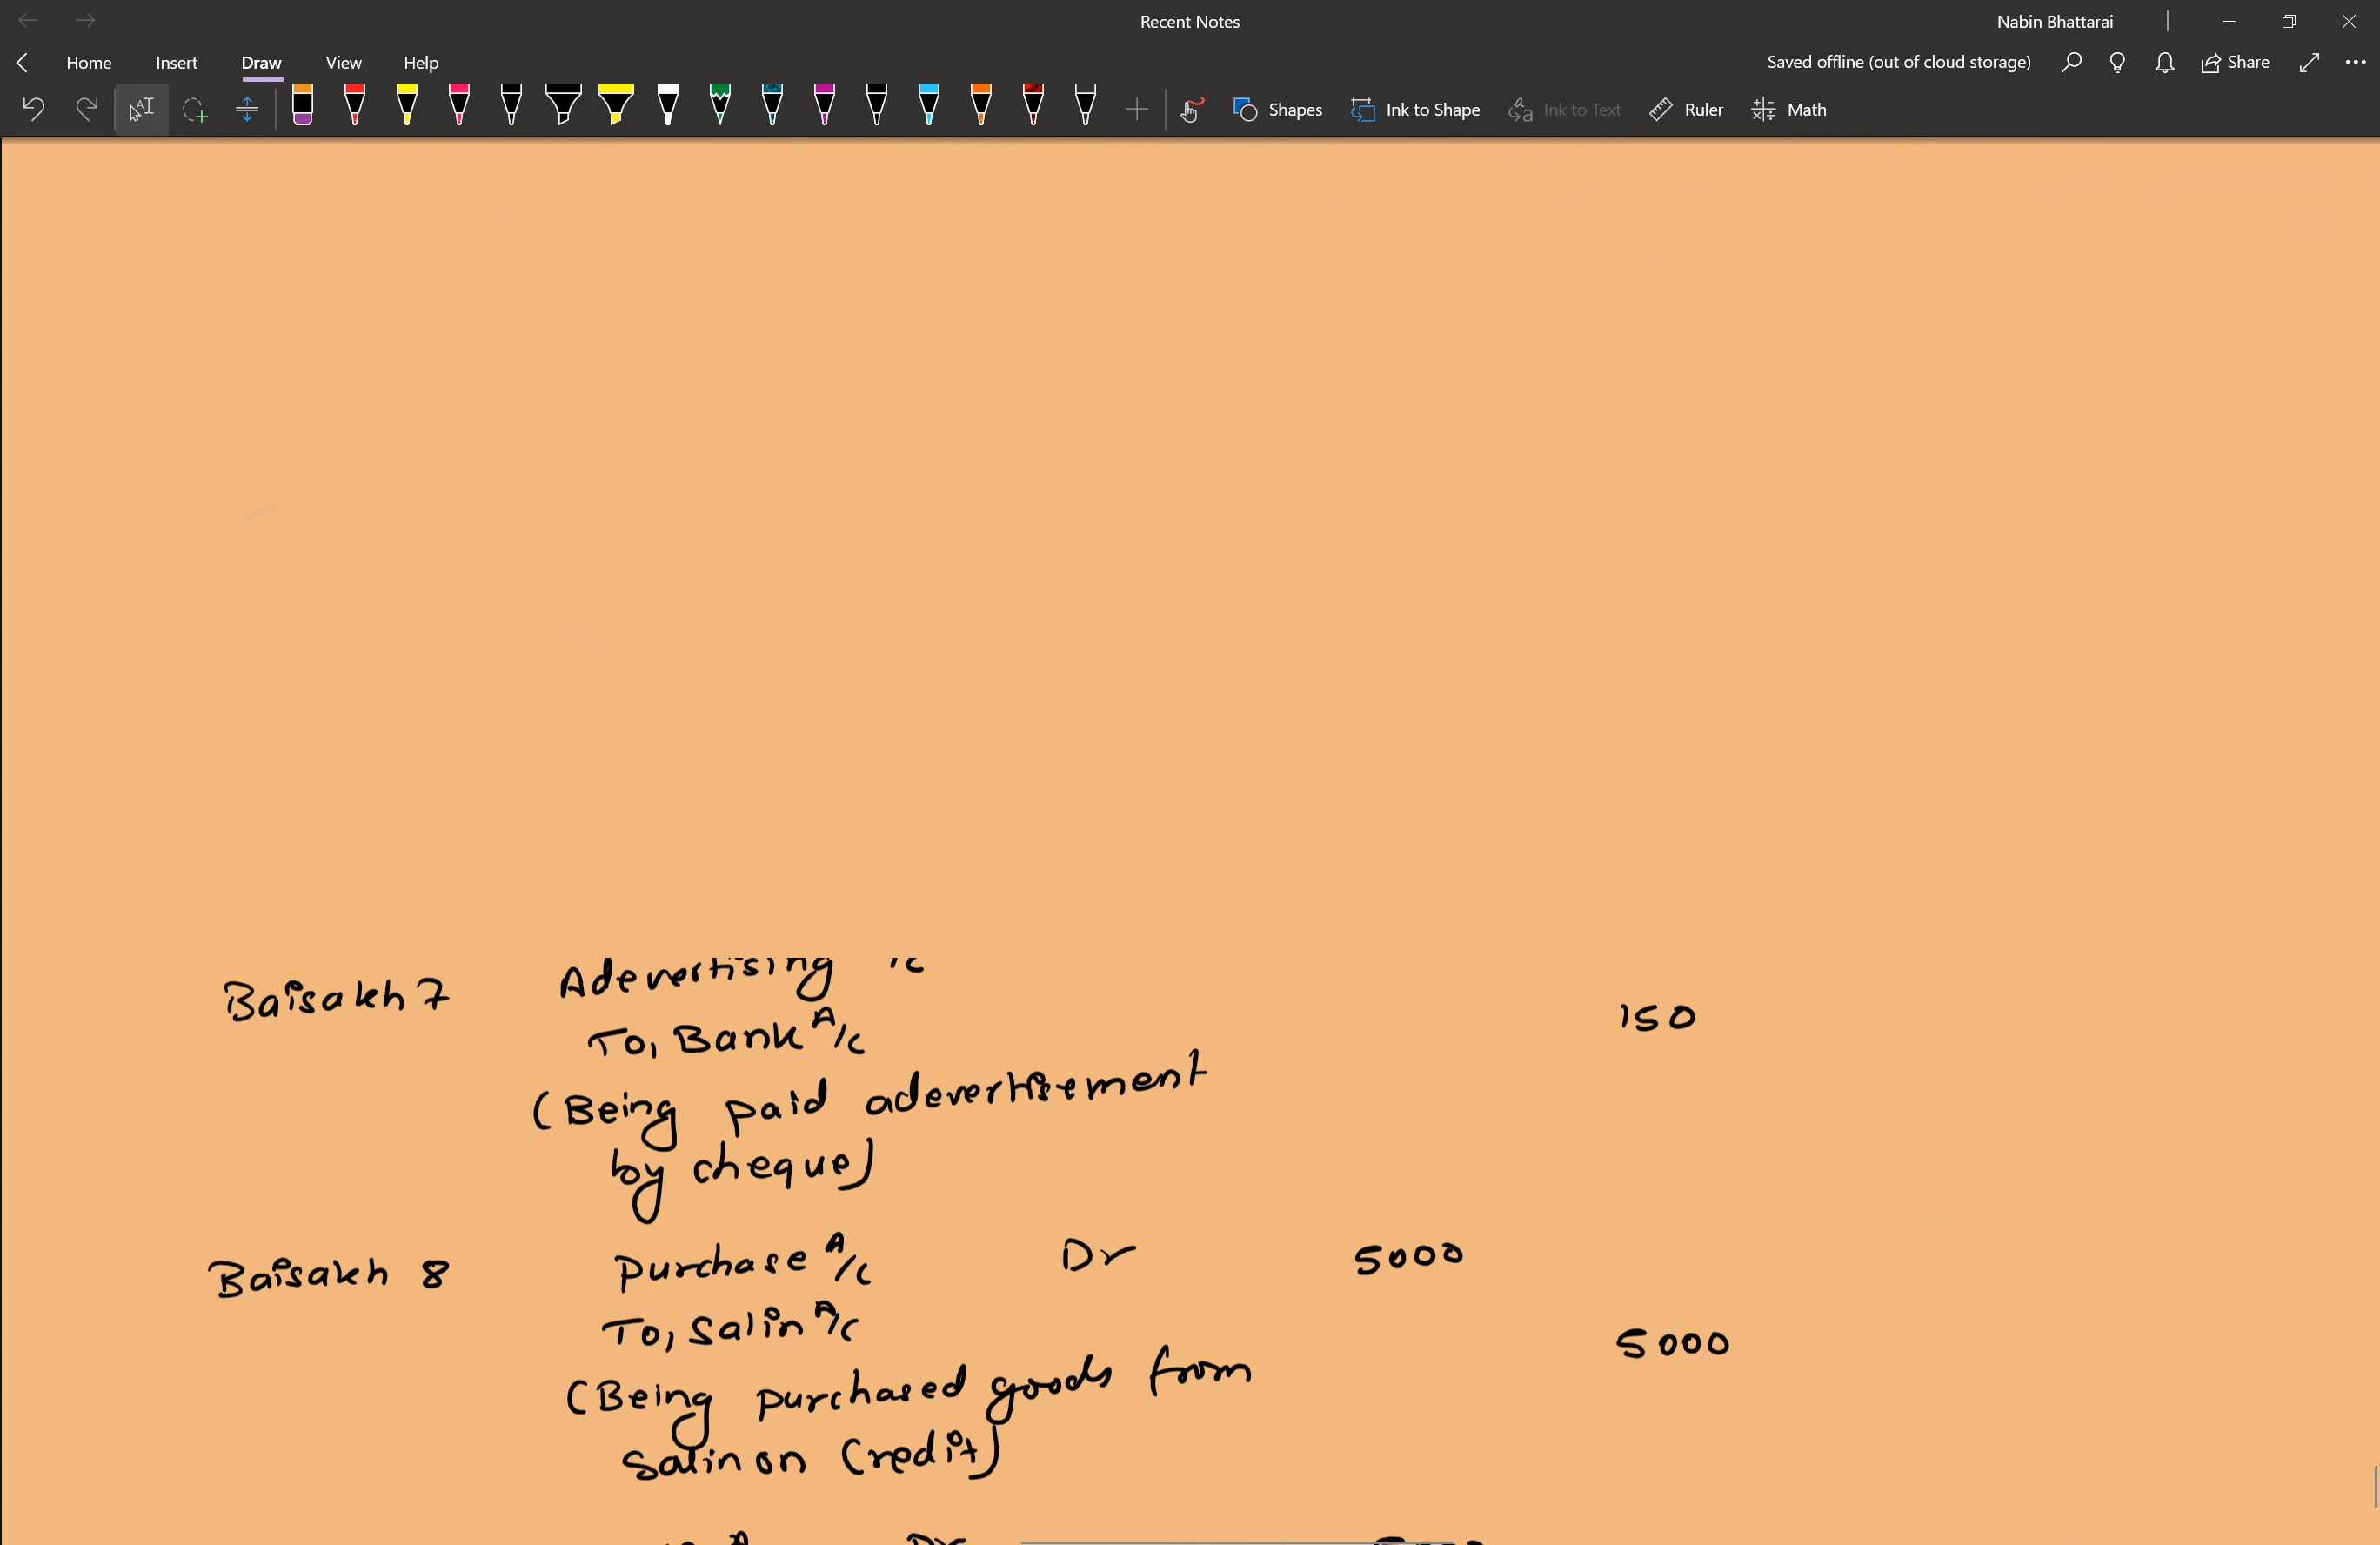 Recent Notes
Nabin Bhattarai
Home Insert Draw View Help
Saved offline (out of cloud storage)
Share
Shapes Ink to Shape Ink to Text Ruler Math
Baisakh 7 Adevertising
To, Bank A/c 150
(Being paid adevertisement
by cheque)
Baisakh 8 Purchase A/c Dr 5000
To, Salin A/c 5000
(Being purchased goods from
Salin on Credit)